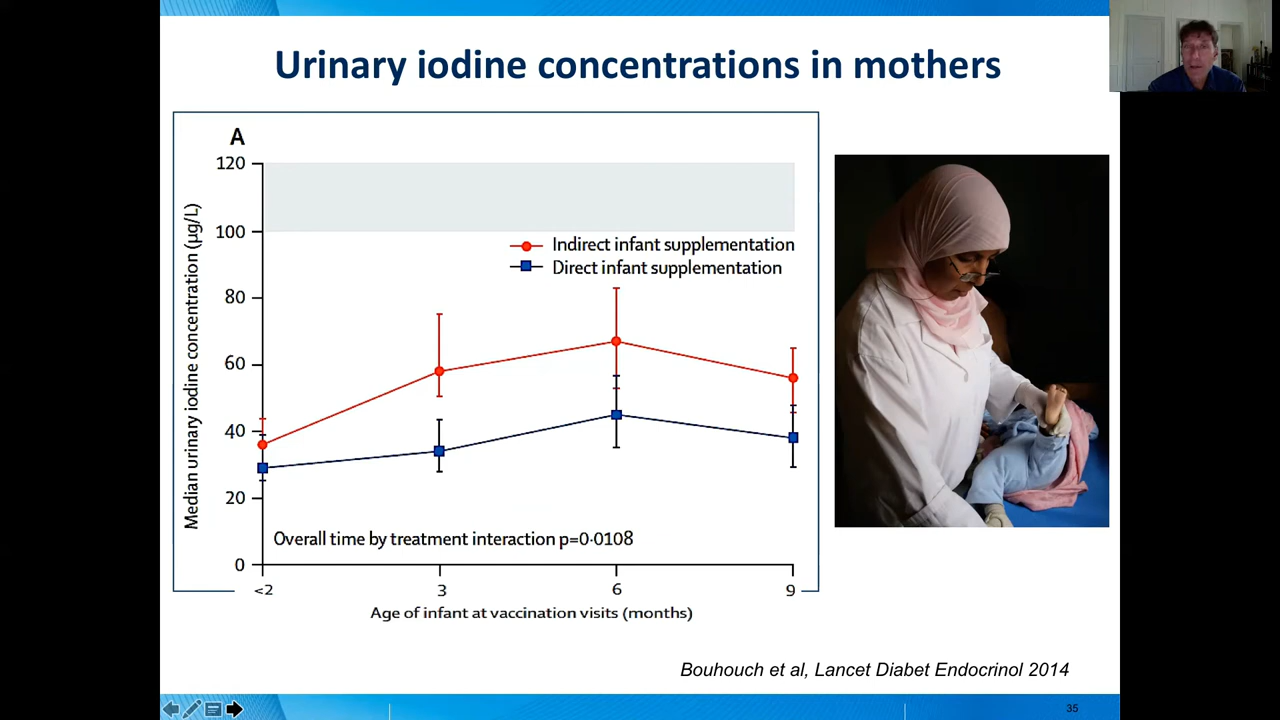 Urinary iodine concentrations in mothers
A
120
100
80
60
40
20
0
Median urinary iodine concentration (µg/L)
Indirect infant supplementation
Direct infant supplementation
Overall time by treatment interaction p=0·0108
<2
3
6
9
Age of infant at vaccination visits (months)
Bouhouch et al, Lancet Diabet Endocrinol 2014
35